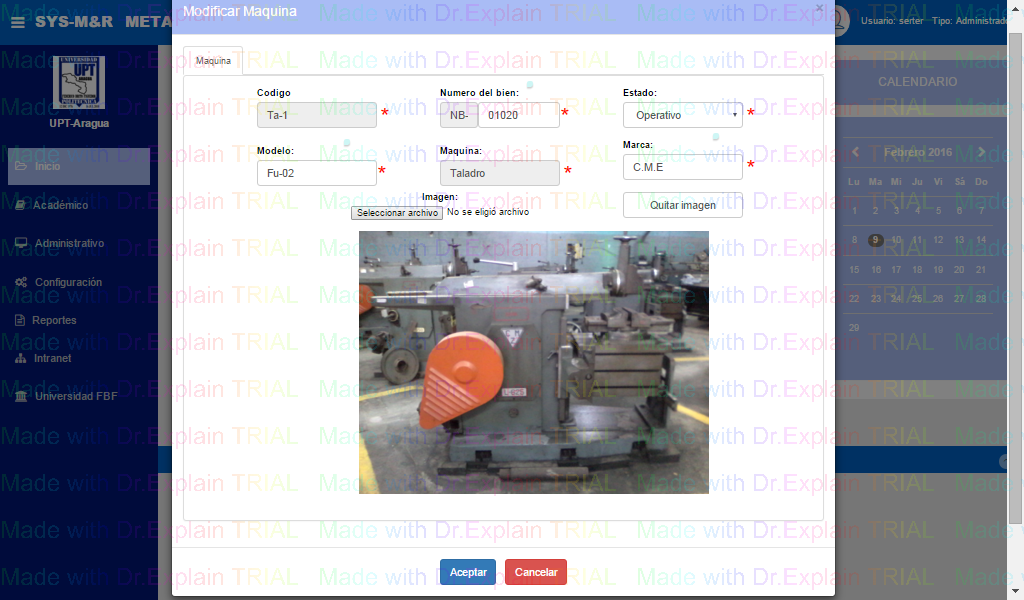 Modificar Maquina
×
SYS-M&R META
Usuario: serter Tipo: Administrado
UNIVERSIDAD
UPT
ARAGUA
POLITÉCNICA
UPT-Aragua
Inicio
Académico
Administrativo
Configuración
Reportes
Intranet
Universidad FBF
Maquina
Codigo
Ta-1 *
Numero del bien:
NB- 01020 *
Estado:
Operativo *
Modelo:
Fu-02 *
Maquina:
Taladro *
Marca:
C.M.E *
Imagen:
Seleccionar archivo No se eligió archivo
Quitar imagen
Aceptar Cancelar
CALENDARIO
Febrero 2016
Lu Ma Mi Ju Vi Sá Do
1 2 3 4 5 6 7
8 9 10 11 12 13 14
15 16 17 18 19 20 21
22 23 24 25 26 27 28
29
Made with Dr.Explain TRIAL